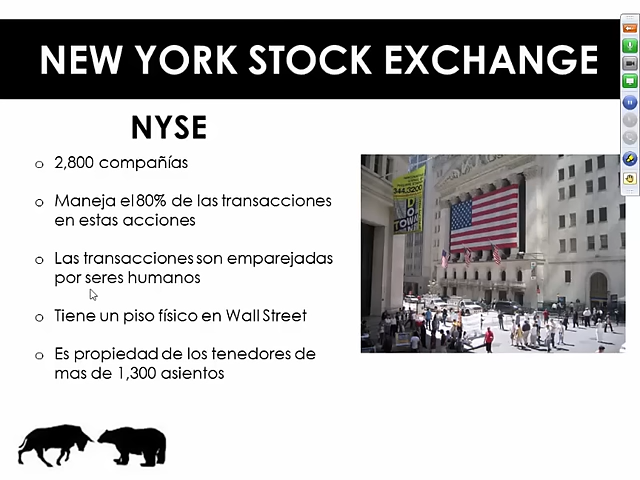 NEW YORK STOCK EXCHANGE
NYSE
o 2,800 compañías
o Maneja el 80% de las transacciones
en estas acciones
o Las transacciones son emparejadas
por seres humanos
o Tiene un piso físico en Wall Street
o Es propiedad de los tenedores de
mas de 1,300 asientos
344.3200